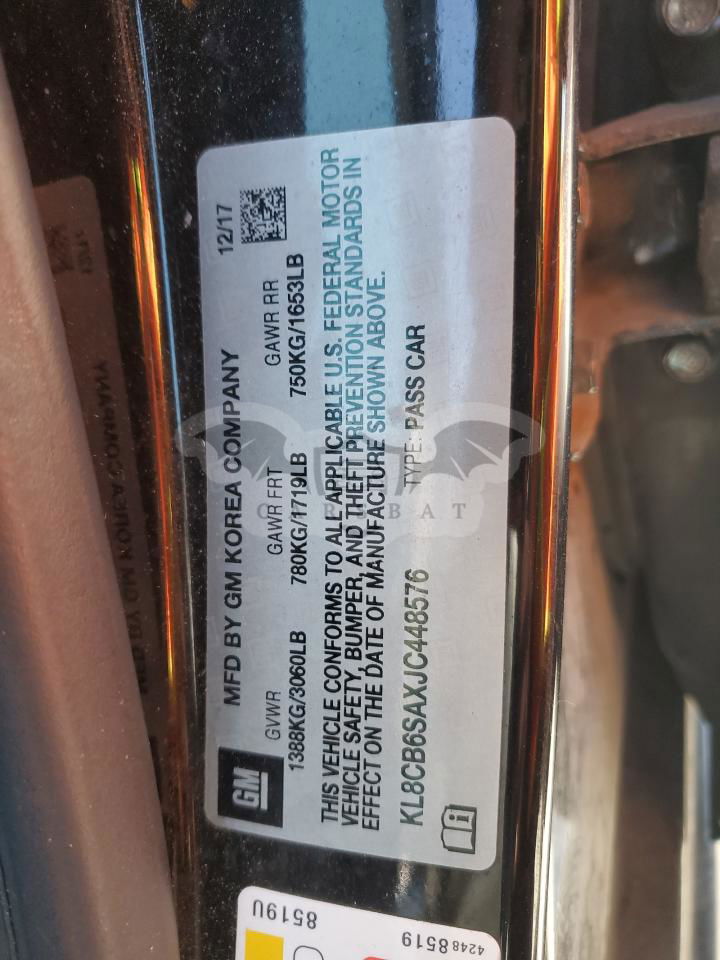 GM
MFD BY GM KOREA COMPANY 12/17
GVWR GAWR FRT GAWR RR
1388KG/3060LB 780KG/1719LB 750KG/1653LB
THIS VEHICLE CONFORMS TO ALL APPLICABLE U.S. FEDERAL MOTOR
VEHICLE SAFETY, BUMPER, AND THEFT PREVENTION STANDARDS IN
EFFECT ON THE DATE OF MANUFACTURE SHOWN ABOVE.
KL8CB6SAXJC448576 TYPE: PASS CAR
8519U
42488519